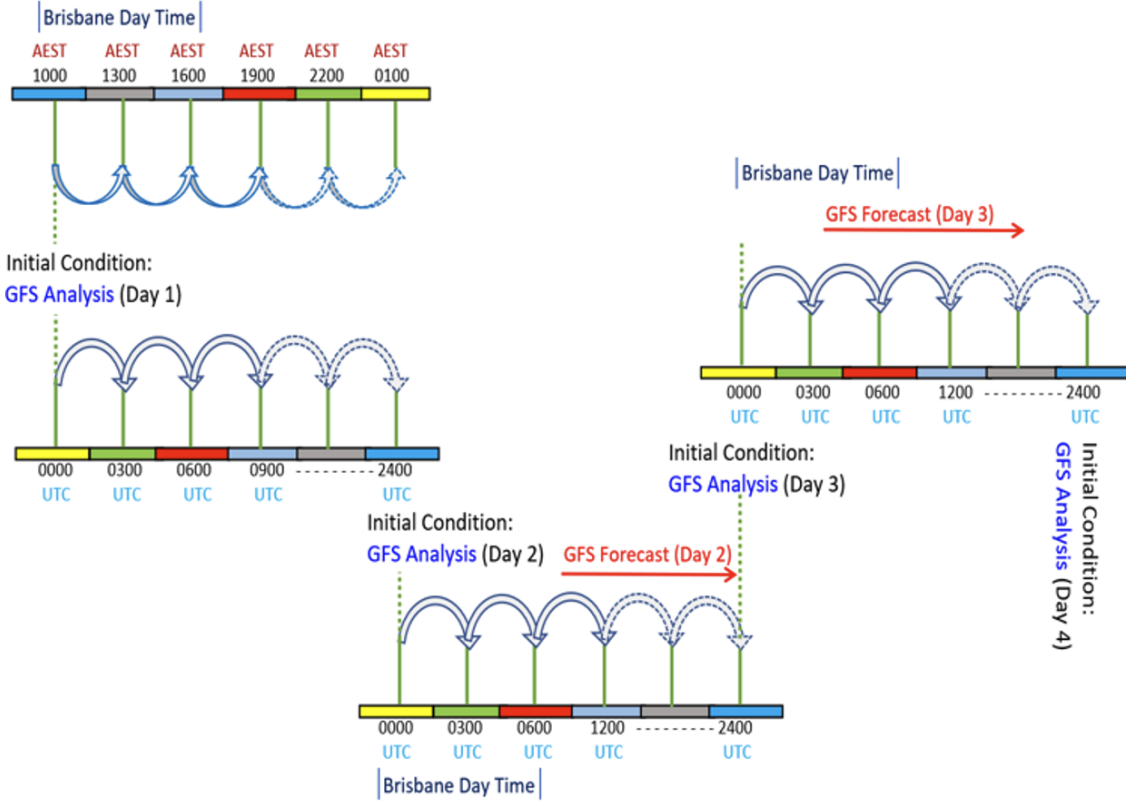 Brisbane Day Time
AEST AEST AEST AEST AEST AEST
1000 1300 1600 1900 2200 0100
Initial Condition:
GFS Analysis (Day 1)
0000 0300 0600 0900 ---------- 2400
UTC UTC UTC UTC UTC
Initial Condition:
GFS Analysis (Day 2) GFS Forecast (Day 2)
0000 0300 0600 1200 ---------- 2400
UTC UTC UTC UTC UTC
Brisbane Day Time
Brisbane Day Time
GFS Forecast (Day 3)
0000 0300 0600 1200 ---------- 2400
UTC UTC UTC UTC UTC
Initial Condition:
GFS Analysis (Day 3)
Initial Condition:
GFS Analysis (Day 4)